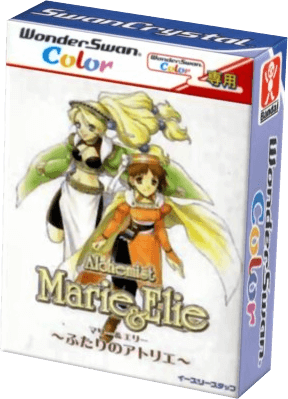 SwanCrystal
WonderSwan
Color
WonderSwan
Color
専用
Bandai
WonderSwan
Color
Alchemist
Marie & Elie
マリー&エリー
～ふたりのアトリエ～
イースリースタッフ